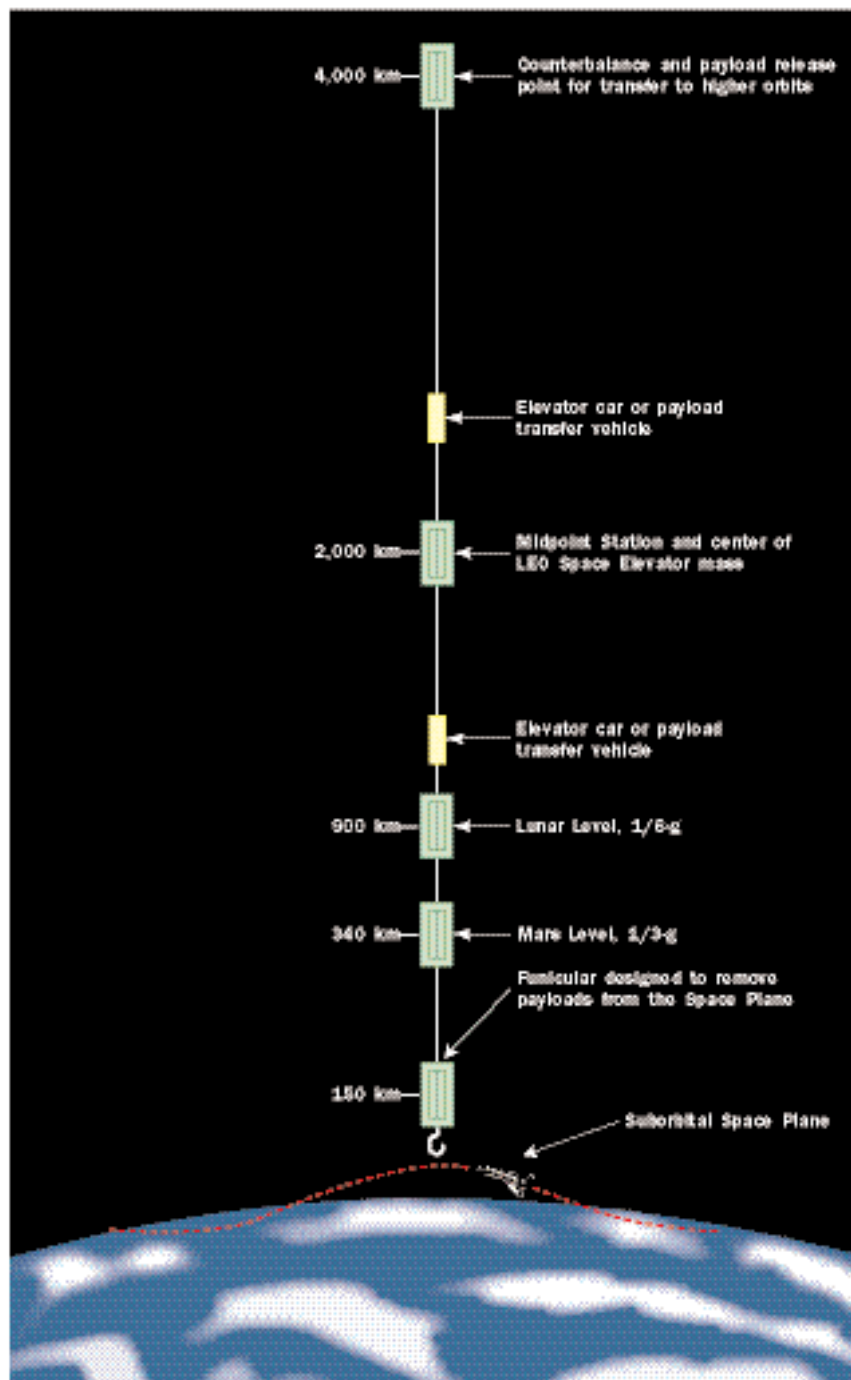 4,000 km
Counterbalance and payload release
point for transfer to higher orbits
Elevator car or payload
transfer vehicle
2,000 km
Midpoint Station and center of
LEO Space Elevator mass
Elevator car or payload
transfer vehicle
900 km
Lunar Level, 1/6-g
340 km
Mars Level, 1/3-g
Funicular designed to remove
payloads from the Space Plane
150 km
Suborbital Space Plane